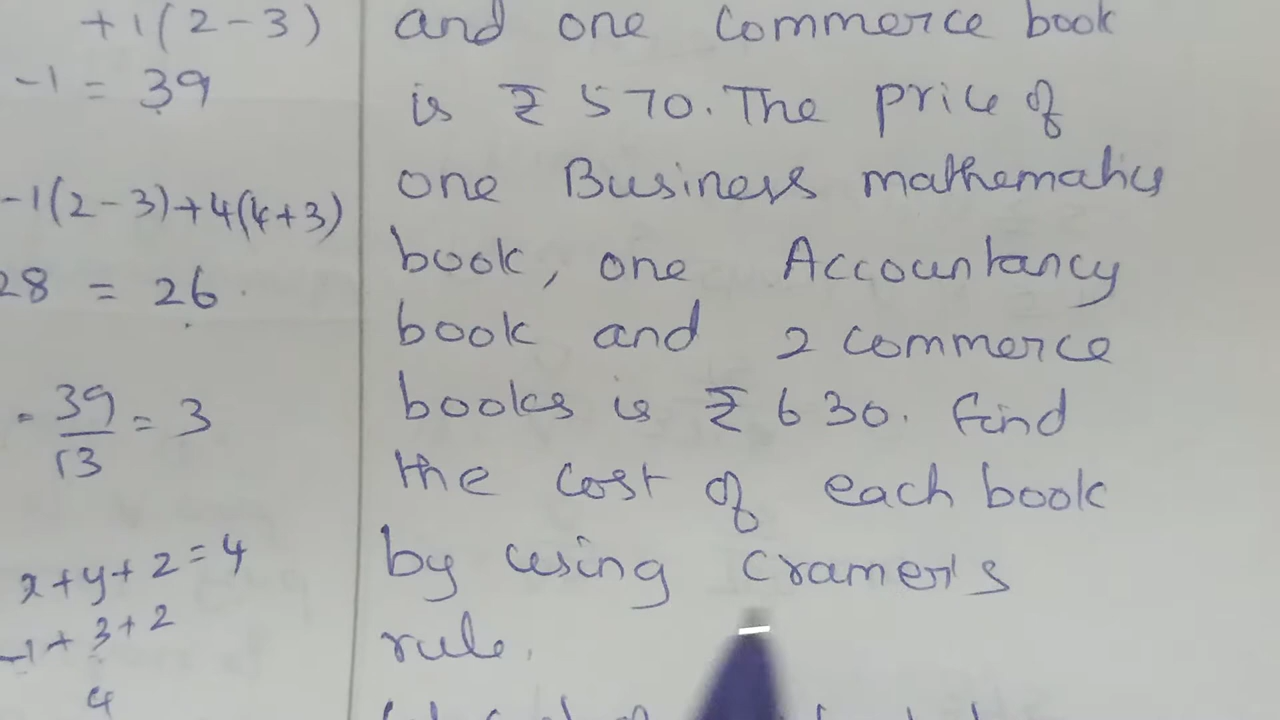 +1(2-3)
-1 = 39
-1(2-3)+4(4+3)
28 = 26
= 39/13 = 3
x+y+z=4
-1+3+2
4
and one commerce book
is ₹ 570. The price of
one Business mathematics
book, one Accountancy
book and 2 commerce
books is ₹ 630. Find
the cost of each book
by using Cramer's
rule.